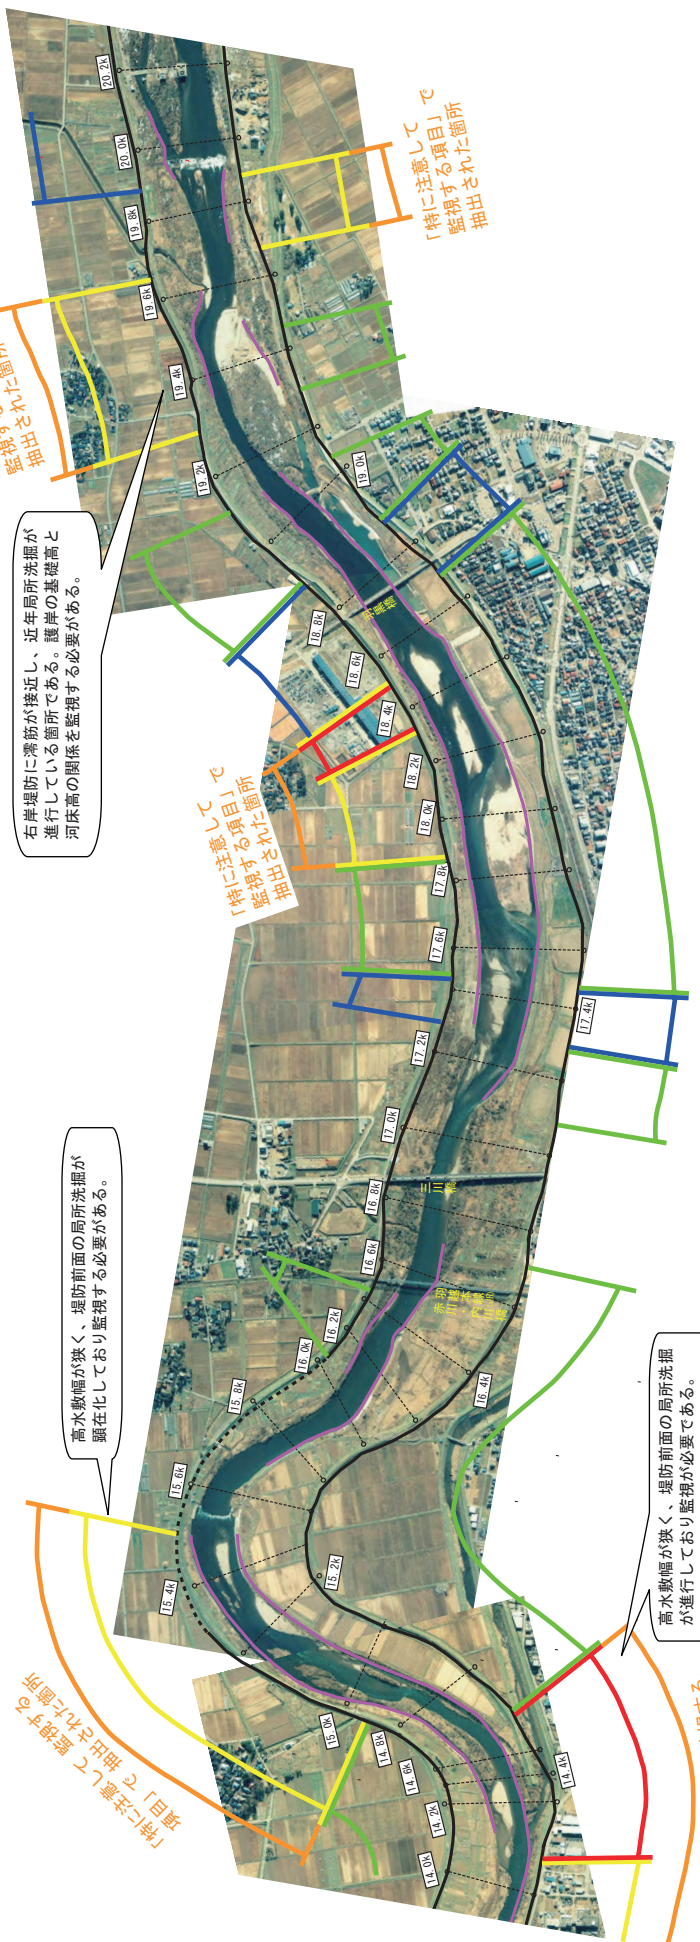 20.2k
20.0k
19.8k
19.6k
19.4k
19.2k
19.0k
18.8k
18.6k
18.4k
18.2k
18.0k
17.8k
17.6k
17.4k
17.2k
17.0k
16.8k
16.6k
16.4k
16.2k
16.0k
15.8k
15.6k
15.4k
15.2k
15.0k
14.8k
14.6k
14.4k
14.2k
14.0k
「特に注意して
監視する項目」で
抽出された箇所
抽出された箇所
右岸堤防に澪筋が接近し、近年局所洗掘が
進行している箇所である。護岸の基礎高と
河床高の関係を監視する必要がある。
「特に注意して
監視する項目」で
抽出された箇所
高水敷幅が狭く、堤防前面の局所洗掘が
顕在化しており監視する必要がある。
三川橋
「特に注意して 監視する
項目」で 抽出された箇所
高水敷幅が狭く、堤防前面の局所洗掘
が進行しており監視が必要である。